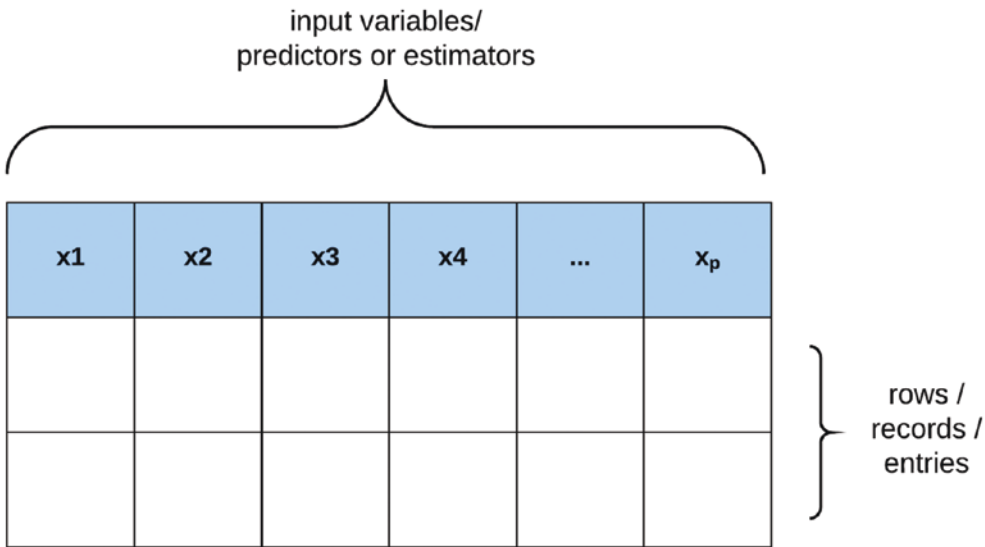 input variables/
predictors or estimators
x1 x2 x3 x4 ... xₚ
rows /
records /
entries